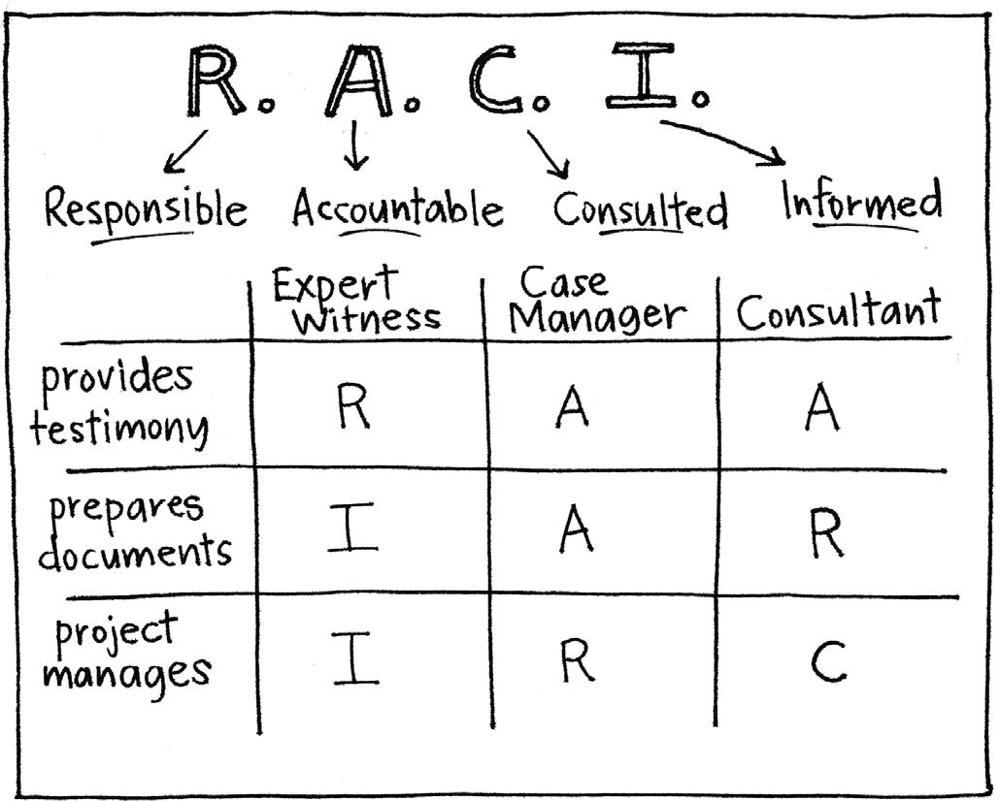 R. A. C. I.
Responsible Accountable Consulted Informed
Expert Witness Case Manager Consultant
provides testimony R A A
prepares documents I A R
project manages I R C